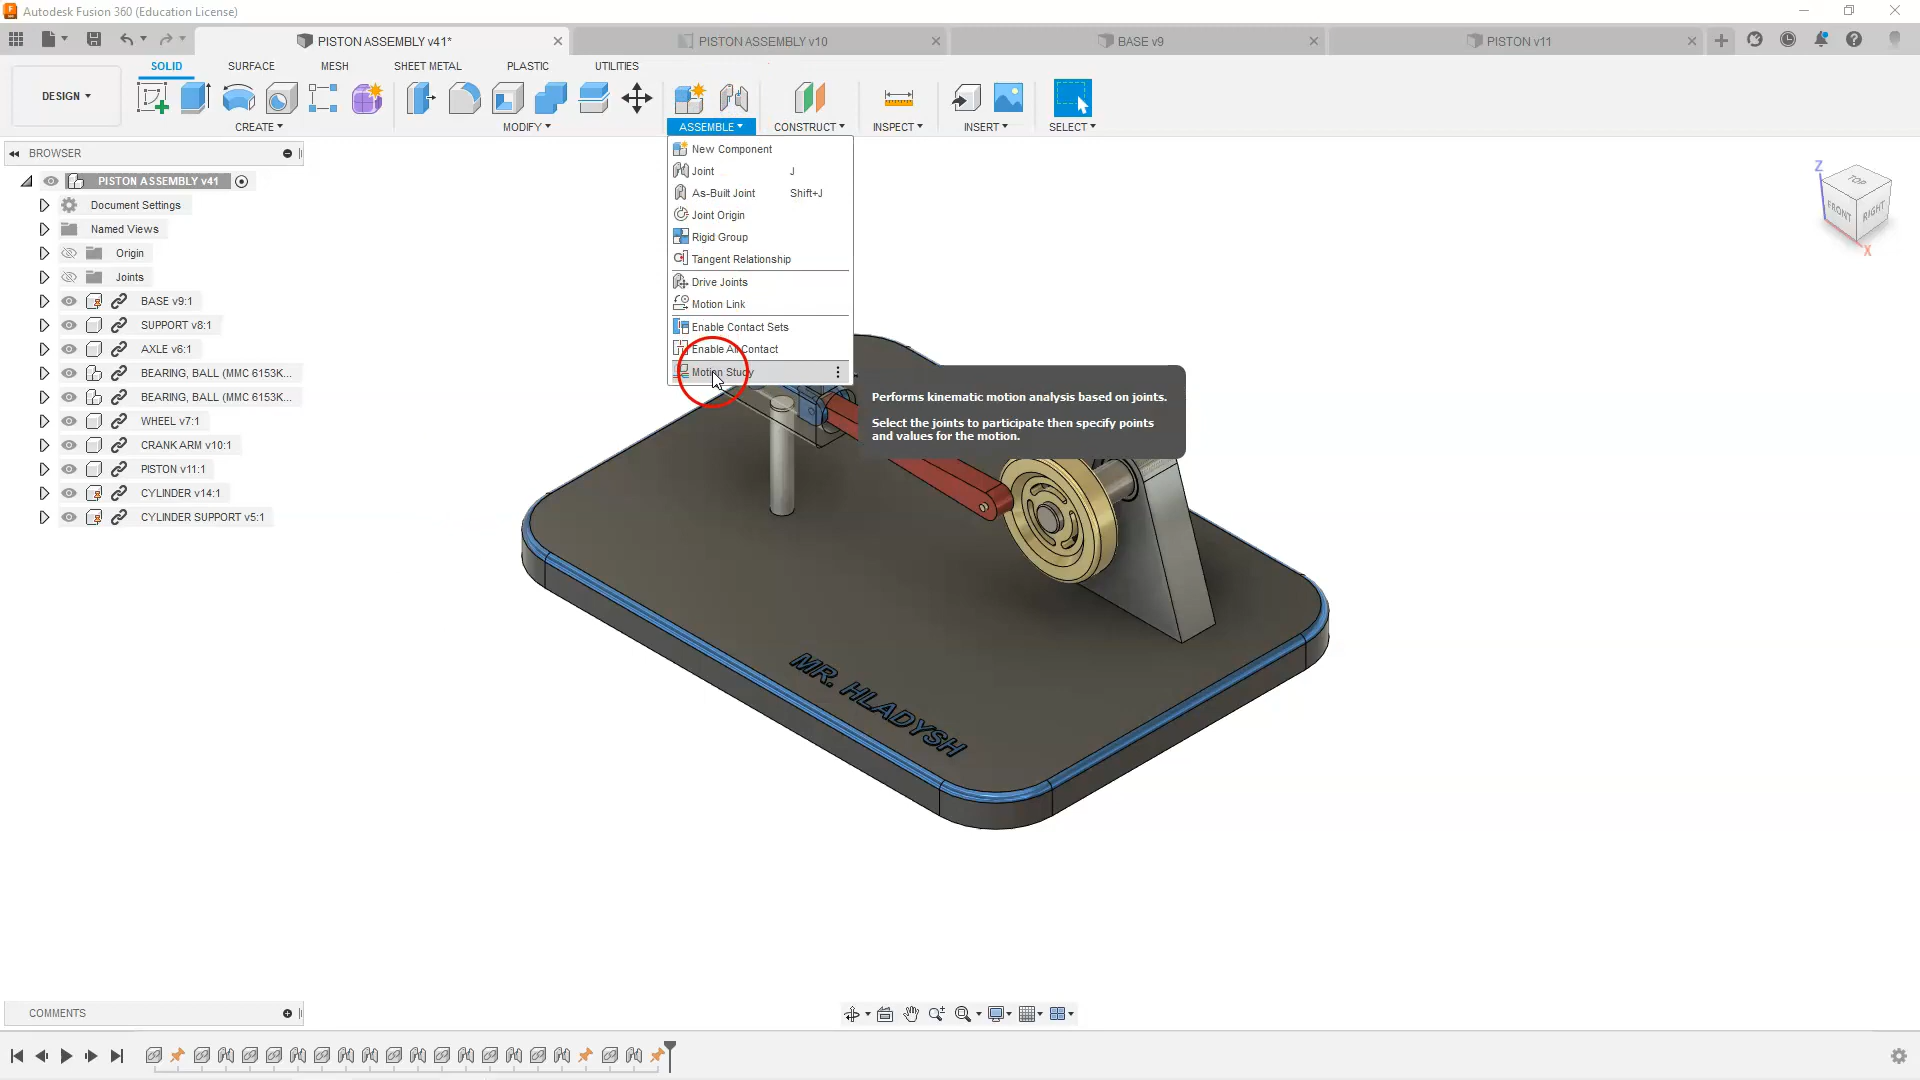 Autodesk Fusion 360 (Education License)
PISTON ASSEMBLY v41*
PISTON ASSEMBLY v10
BASE v9
PISTON v11
SOLID
SURFACE
MESH
SHEET METAL
PLASTIC
UTILITIES
DESIGN
CREATE
MODIFY
ASSEMBLE
CONSTRUCT
INSPECT
INSERT
SELECT
BROWSER
PISTON ASSEMBLY v41
Document Settings
Named Views
Origin
Joints
BASE v9:1
SUPPORT v8:1
AXLE v6:1
BEARING, BALL (MMC 6153K...
BEARING, BALL (MMC 6153K...
WHEEL v7:1
CRANK ARM v10:1
PISTON v11:1
CYLINDER v14:1
CYLINDER SUPPORT v5:1
New Component
Joint J
As-Built Joint Shift+J
Joint Origin
Rigid Group
Tangent Relationship
Drive Joints
Motion Link
Enable Contact Sets
Enable All Contact
Motion Study
Performs kinematic motion analysis based on joints.
Select the joints to participate then specify points
and values for the motion.
Z
TOP
FRONT
RIGHT
X
MR. HLADYSH
COMMENTS